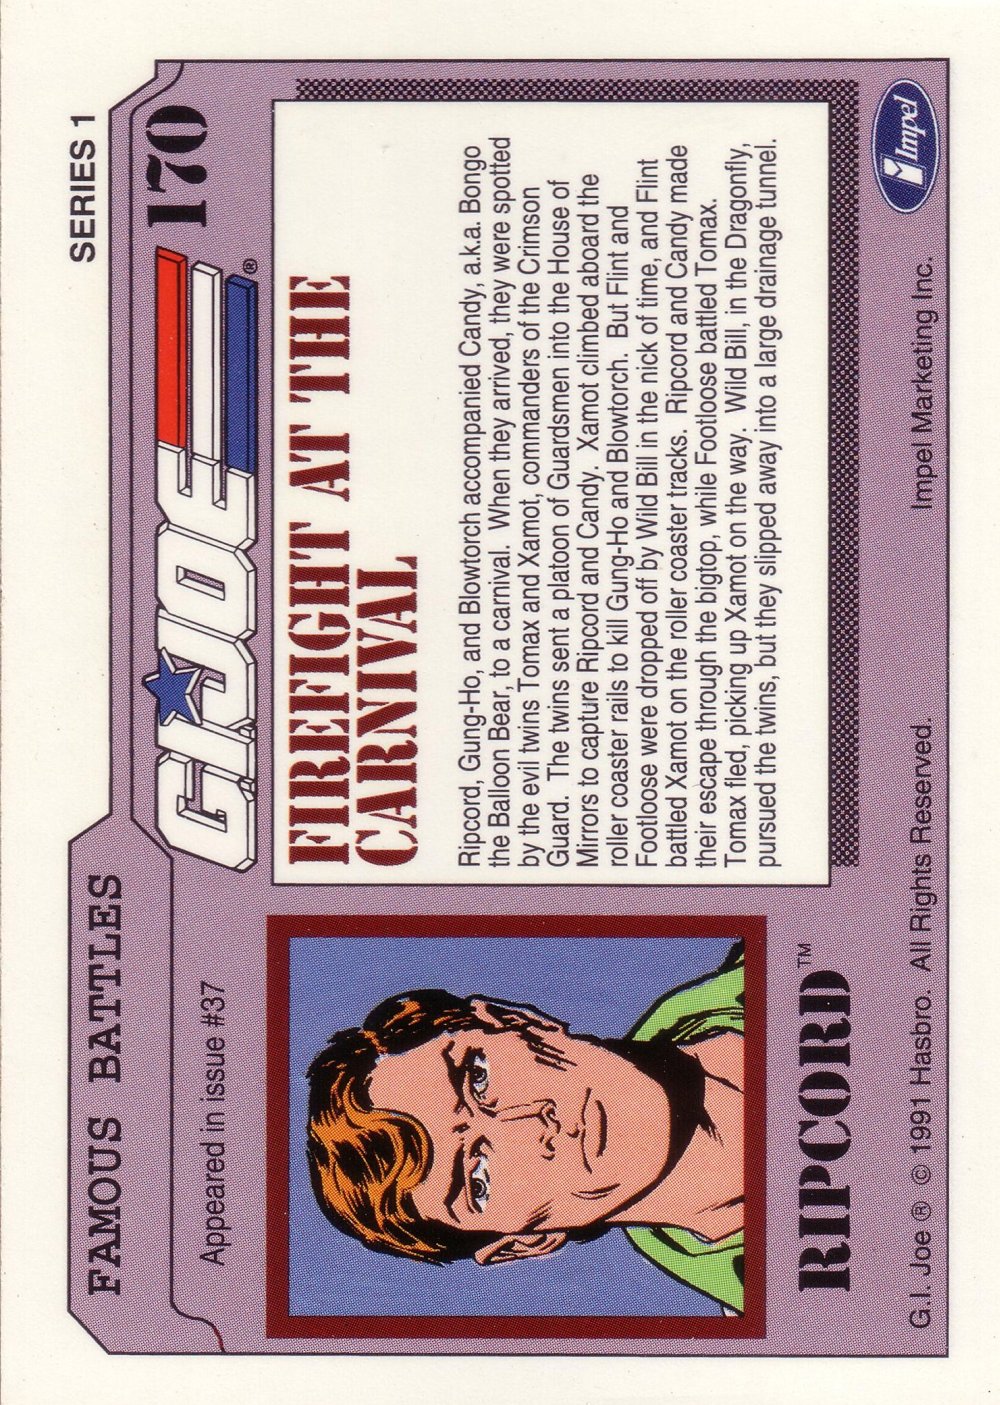 FAMOUS BATTLES
SERIES 1
Appeared in issue #37
G.I. JOE ®
170
FIREFIGHT AT THE
CARNIVAL
Ripcord, Gung-Ho, and Blowtorch accompanied Candy, a.k.a. Bongo
the Balloon Bear, to a carnival. When they arrived, they were spotted
by the evil twins Tomax and Xamot, commanders of the Crimson
Guard. The twins sent a platoon of Guardsmen into the House of
Mirrors to capture Ripcord and Candy. Xamot climbed aboard the
roller coaster rails to kill Gung-Ho and Blowtorch. But Flint and
Footloose were dropped off by Wild Bill in the nick of time, and Flint
battled Xamot on the roller coaster tracks. Ripcord and Candy made
their escape through the bigtop, while Footloose battled Tomax.
Tomax fled, picking up Xamot on the way. Wild Bill, in the Dragonfly,
pursued the twins, but they slipped away into a large drainage tunnel.
RIPCORD™
G.I. Joe ® © 1991 Hasbro. All Rights Reserved.
Impel Marketing Inc.
Impel